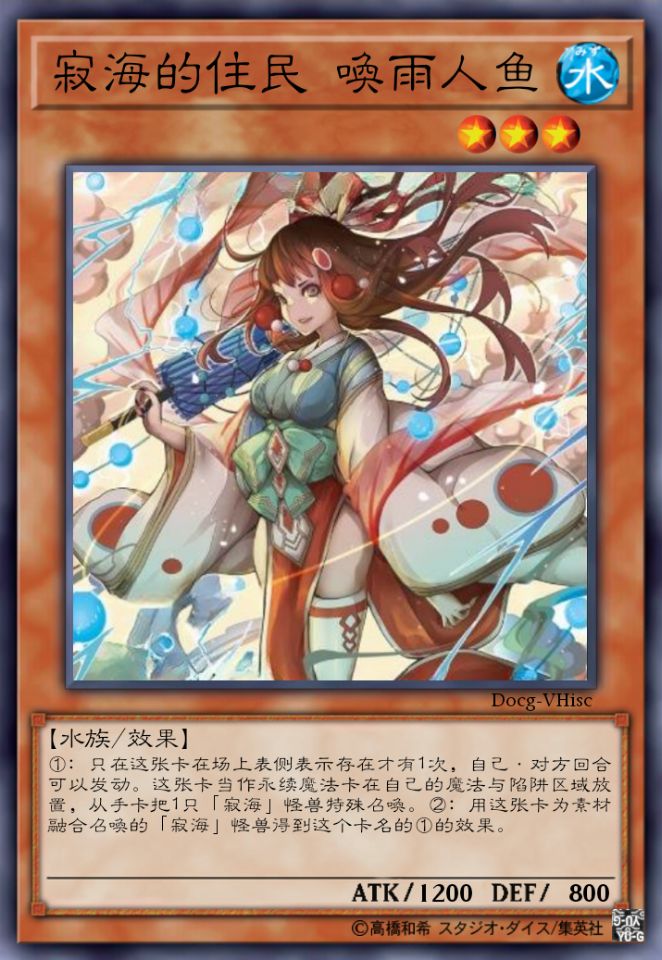 寂海的住民 喚雨人鱼
みず
水
Docg-VHisc
【水族/效果】
①：只在这张卡在场上表侧表示存在才有1次，自己·对方回合
可以发动。这张卡当作永续魔法卡在自己的魔法与陷阱区域放
置，从手卡把1只「寂海」怪兽特殊召唤。②：用这张卡为素材
融合召唤的「寂海」怪兽得到这个卡名的①的效果。
ATK/1200 DEF/ 800
©高橋和希 スタジオ・ダイス/集英社